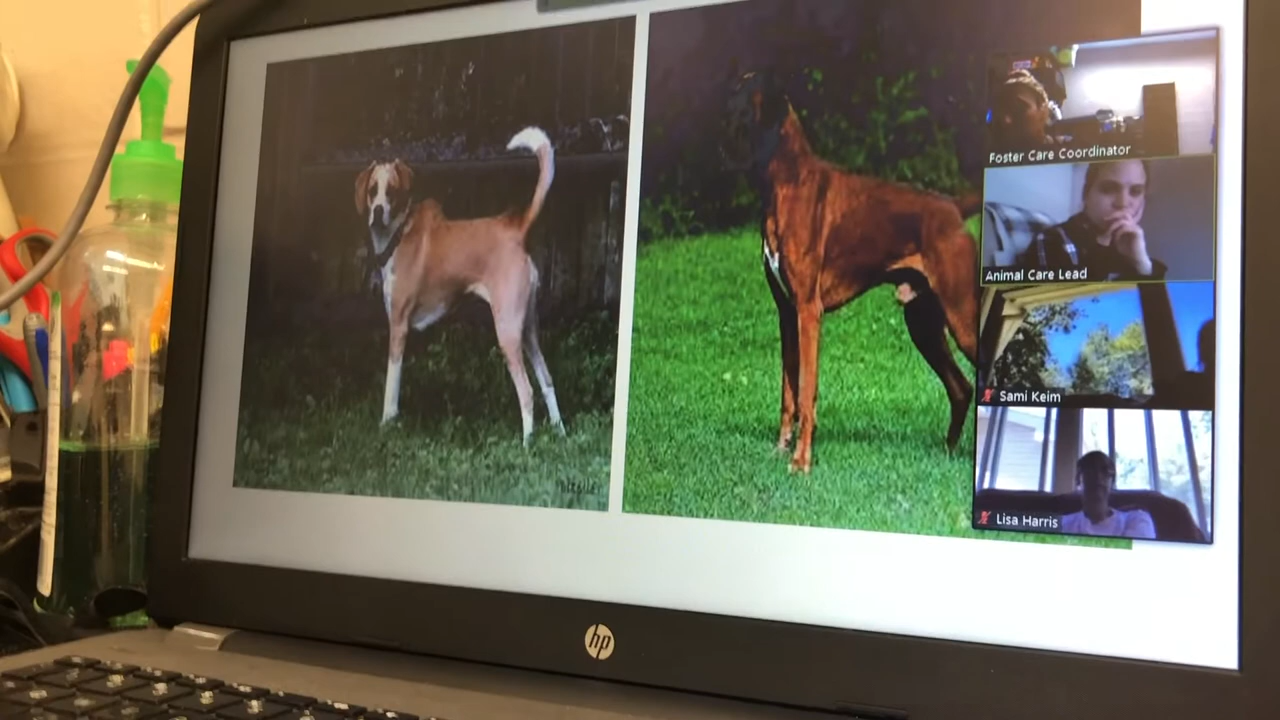 Foster Care Coordinator
Animal Care Lead
Sami Keim
Lisa Harris
hp